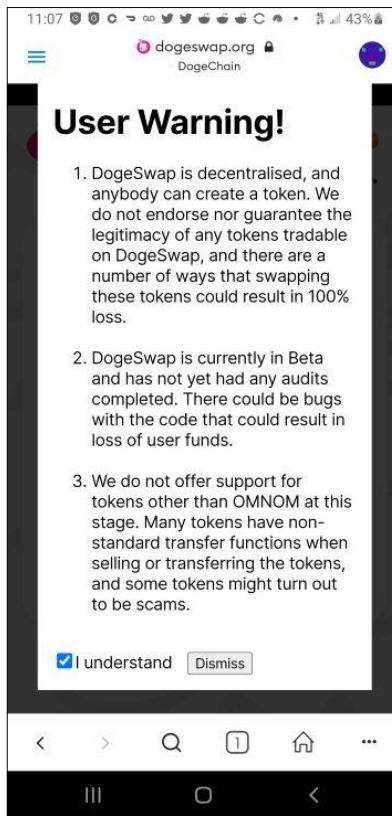 11:07
43%
dogeswap.org
DogeChain
User Warning!
1. DogeSwap is decentralised, and
anybody can create a token. We
do not endorse nor guarantee the
legitimacy of any tokens tradable
on DogeSwap, and there are a
number of ways that swapping
these tokens could result in 100%
loss.
2. DogeSwap is currently in Beta
and has not yet had any audits
completed. There could be bugs
with the code that could result in
loss of user funds.
3. We do not offer support for
tokens other than OMNOM at this
stage. Many tokens have non-
standard transfer functions when
selling or transferring the tokens,
and some tokens might turn out
to be scams.
I understand
Dismiss
1